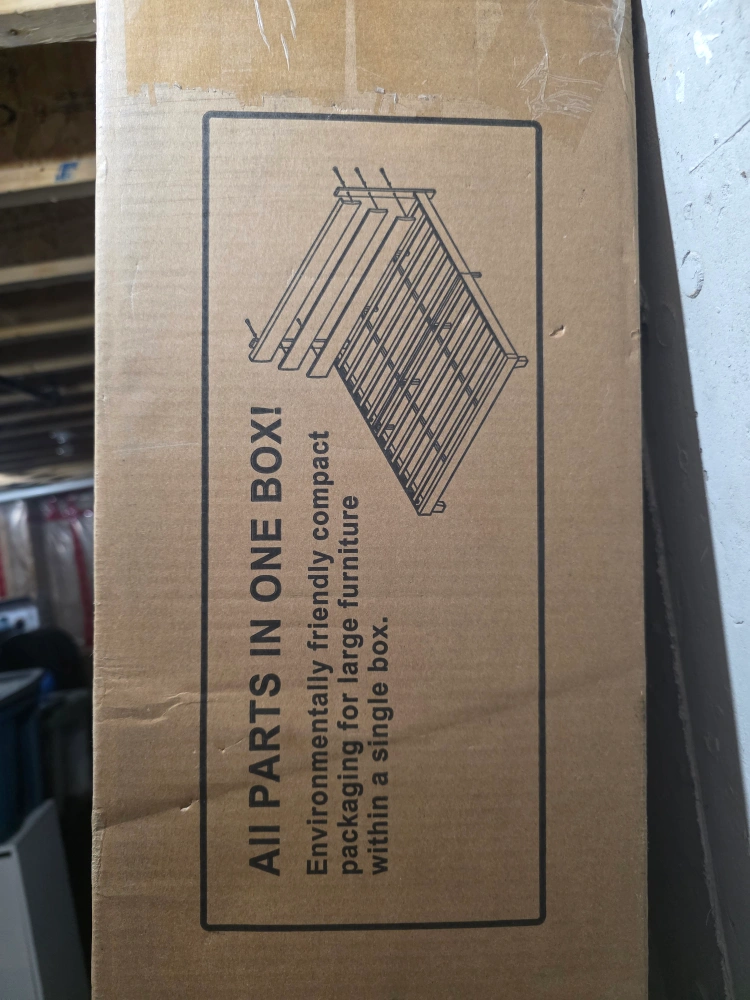 All PARTS IN ONE BOX!
Environmentally friendly compact
packaging for large furniture
within a single box.